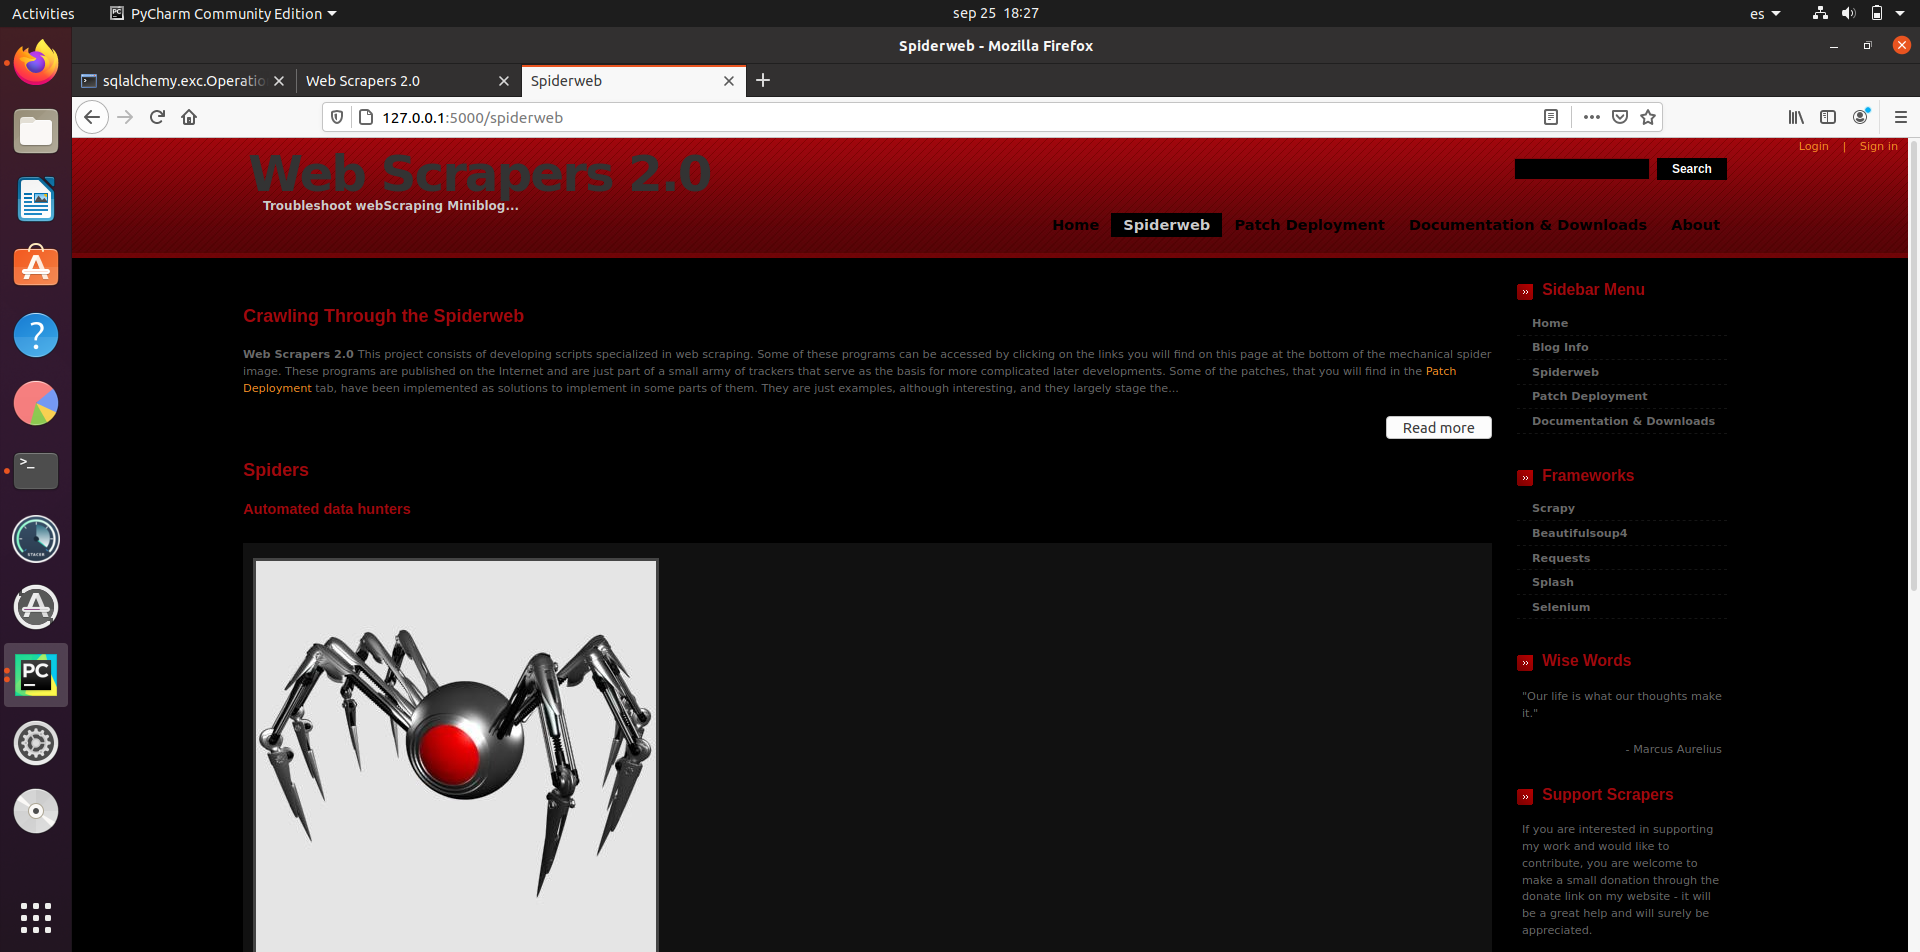 Activities
PyCharm Community Edition
sep 25 18:27
es
Spiderweb - Mozilla Firefox
sqlalchemy.exc.Operatio
Web Scrapers 2.0
Spiderweb
127.0.0.1:5000/spiderweb
Login | Sign in
Web Scrapers 2.0
Troubleshoot webScraping Miniblog...
Search
Home
Spiderweb
Patch Deployment
Documentation & Downloads
About
Crawling Through the Spiderweb
Web Scrapers 2.0 This project consists of developing scripts specialized in web scraping. Some of these programs can be accessed by clicking on the links you will find on this page at the bottom of the mechanical spider
image. These programs are published on the Internet and are just part of a small army of trackers that serve as the basis for more complicated later developments. Some of the patches, that you will find in the Patch
Deployment tab, have been implemented as solutions to implement in some parts of them. They are just examples, although interesting, and they largely stage the...
Read more
Spiders
Automated data hunters
Sidebar Menu
Home
Blog Info
Spiderweb
Patch Deployment
Documentation & Downloads
Frameworks
Scrapy
Beautifulsoup4
Requests
Splash
Selenium
Wise Words
"Our life is what our thoughts make
it."
- Marcus Aurelius
Support Scrapers
If you are interested in supporting
my work and would like to
contribute, you are welcome to
make a small donation through the
donate link on my website - it will
be a great help and will surely be
appreciated.
PC
STACER